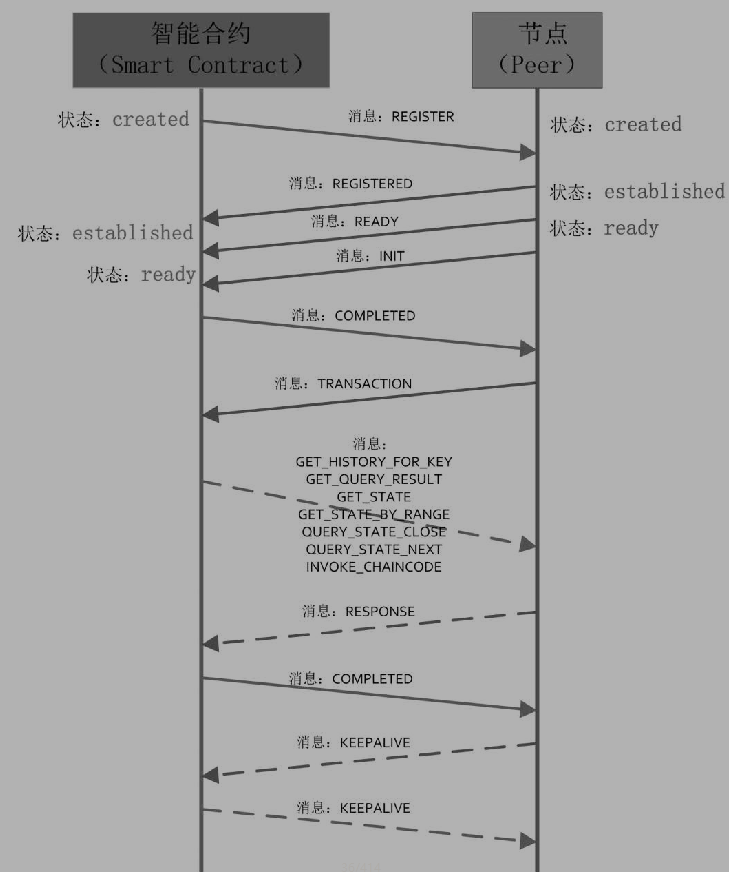 智能合约
（Smart Contract）
节点
（Peer）
状态：created
消息：REGISTER
状态：created
消息：REGISTERED
状态：established
消息：READY
状态：established
状态：ready
消息：INIT
状态：ready
消息：COMPLETED
消息：TRANSACTION
消息：
GET_HISTORY_FOR_KEY
GET_QUERY_RESULT
GET_STATE
GET_STATE_BY_RANGE
QUERY_STATE_CLOSE
QUERY_STATE_NEXT
INVOKE_CHAINCODE
消息：RESPONSE
消息：COMPLETED
消息：KEEPALIVE
消息：KEEPALIVE